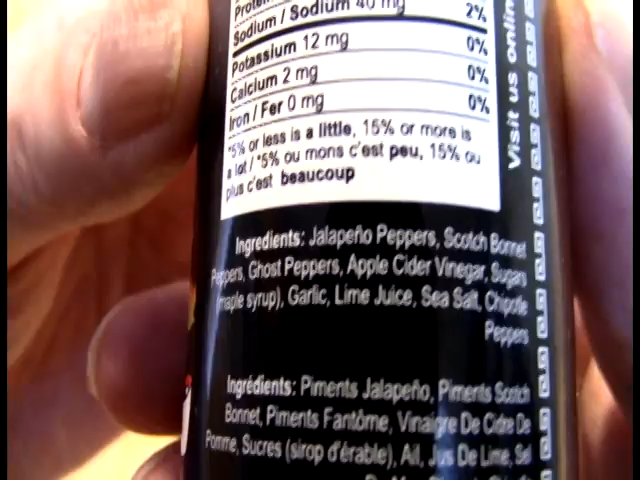 Sodium / Sodium 40 mg 2%
Potassium 12 mg 0%
Calcium 2 mg 0%
Iron / Fer 0 mg 0%
*5% or less is a little, 15% or more is
a lot / *5% ou mons c'est peu, 15% ou
plus c'est beaucoup
Visit us online
Ingredients: Jalapeño Peppers, Scotch Bonnet
Peppers, Ghost Peppers, Apple Cider Vinegar, Sugars
(maple syrup), Garlic, Lime Juice, Sea Salt, Chipotle
Peppers
Ingrédients: Piments Jalapeño, Piments Scotch
Bonnet, Piments Fantôme, Vinaigre De Cidre De
Pomme, Sucres (sirop d'érable), Ail, Jus De Lime, Sel